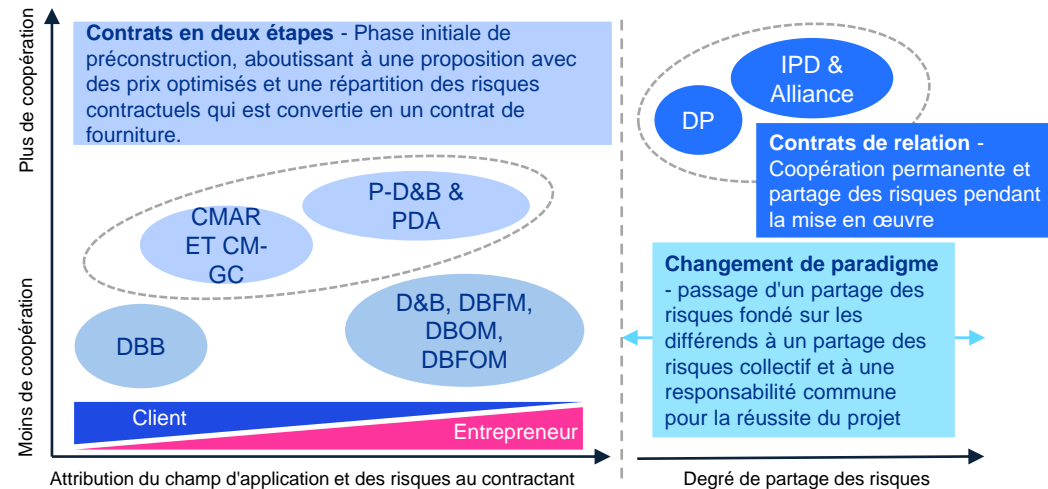 Plus de coopération
Moins de coopération
Contrats en deux étapes - Phase initiale de
préconstruction, aboutissant à une proposition avec
des prix optimisés et une répartition des risques
contractuels qui est convertie en un contrat de
fourniture.
P-D&B &
PDA
CMAR
ET CM-
GC
D&B, DBFM,
DBOM,
DBFOM
DBB
Client
Entrepreneur
Attribution du champ d'application et des risques au contractant
IPD &
Alliance
DP
Contrats de relation -
Coopération permanente et
partage des risques pendant
la mise en œuvre
Changement de paradigme
- passage d'un partage des
risques fondé sur les
différends à un partage des
risques collectif et à une
responsabilité commune
pour la réussite du projet
Degré de partage des risques